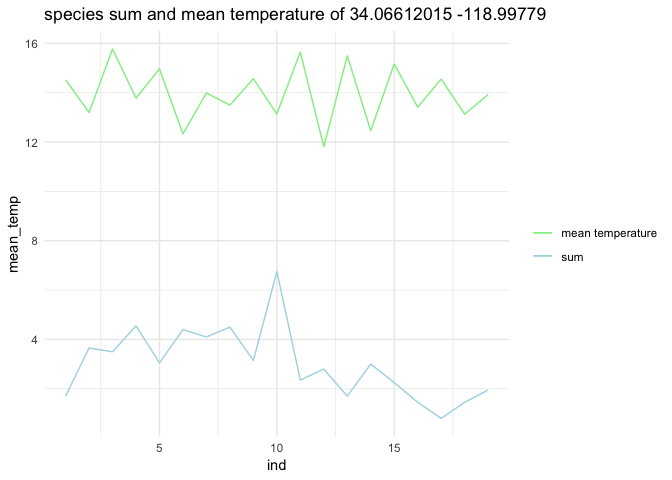 species sum and mean temperature of 34.06612015 -118.99779
16
12
8
4
mean_temp
5
10
15
ind
mean temperature
sum